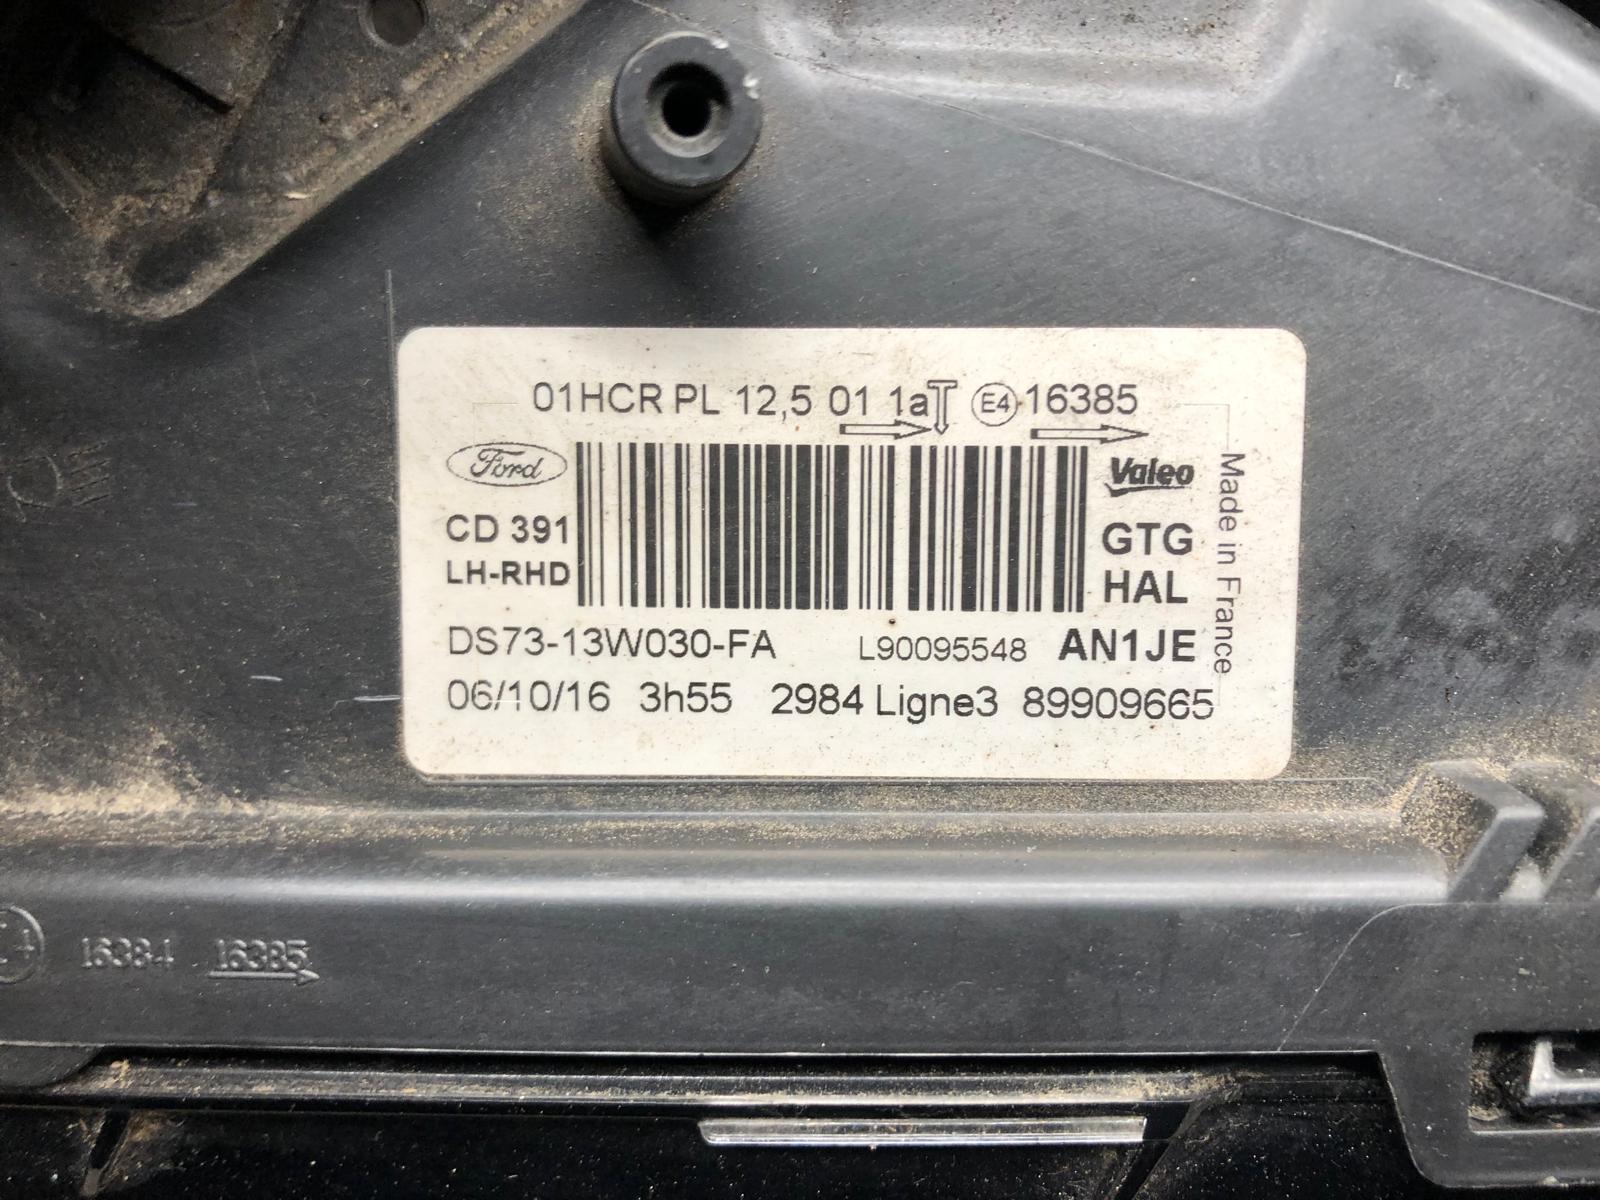 01HCR PL 12,5 01 1a E4 16385
Ford
Valeo
CD 391
GTG
LH-RHD
HAL
DS73-13W030-FA L90095548 AN1JE
06/10/16 3h55 2984 Ligne3 89909665
Made in France
16384 16385